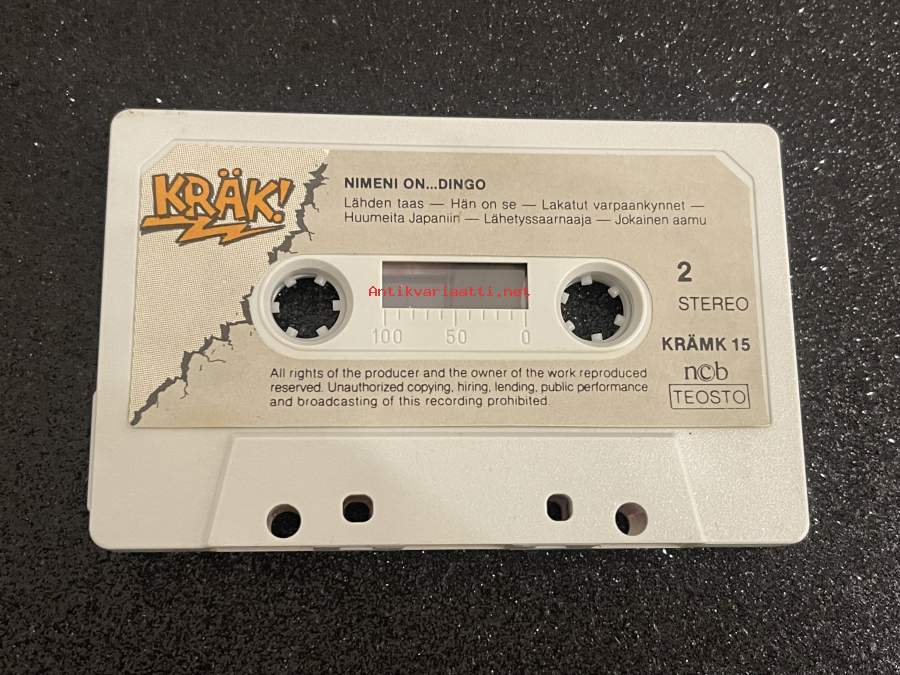 KRÄK!
NIMENI ON...DINGO
Lähden taas — Hän on se — Lakatut varpaankynnet —
Huumeita Japaniin — Lähetyssaarnaaja — Jokainen aamu
2
STEREO
Antikvariaatti.net
100 50 0
KRÄMK 15
n©b
TEOSTO
All rights of the producer and the owner of the work reproduced
reserved. Unauthorized copying, hiring, lending, public performance
and broadcasting of this recording prohibited.